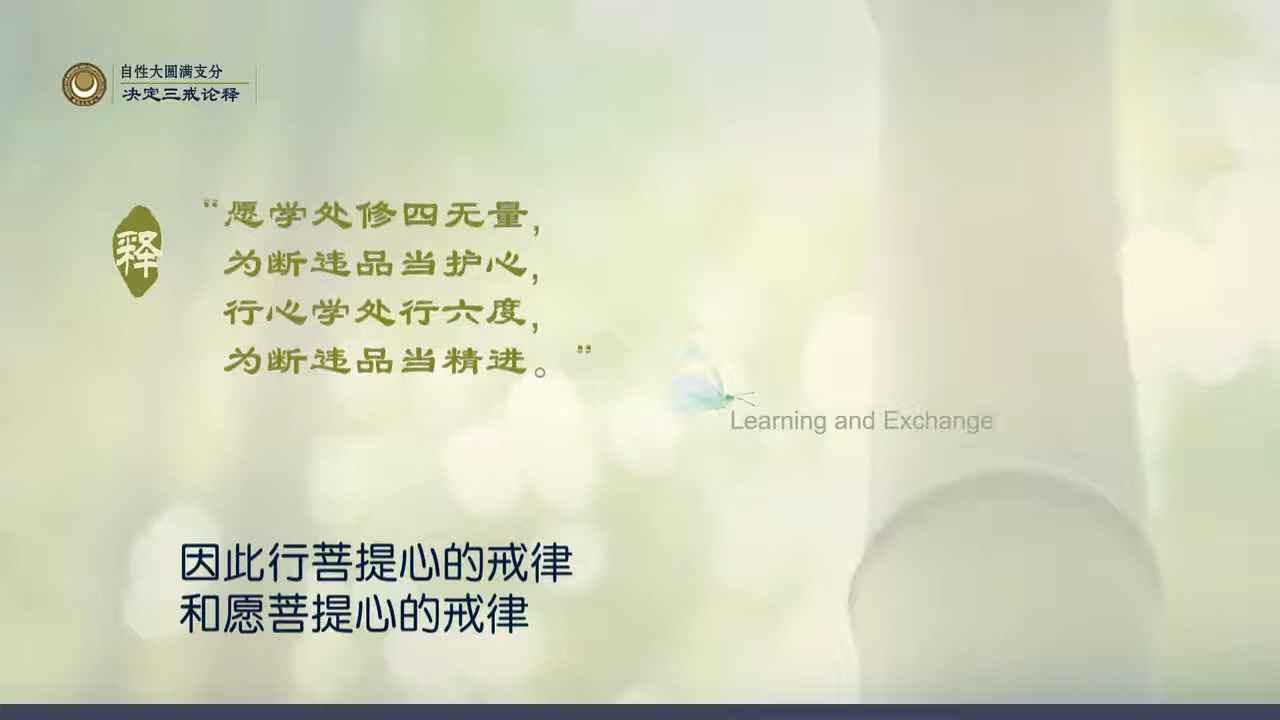 自性大圆满支分
决定三戒论释
释
“愿学处修四无量，
为断违品当护心，
行心学处行六度，
为断违品当精进。”
Learning and Exchange
因此行菩提心的戒律
和愿菩提心的戒律